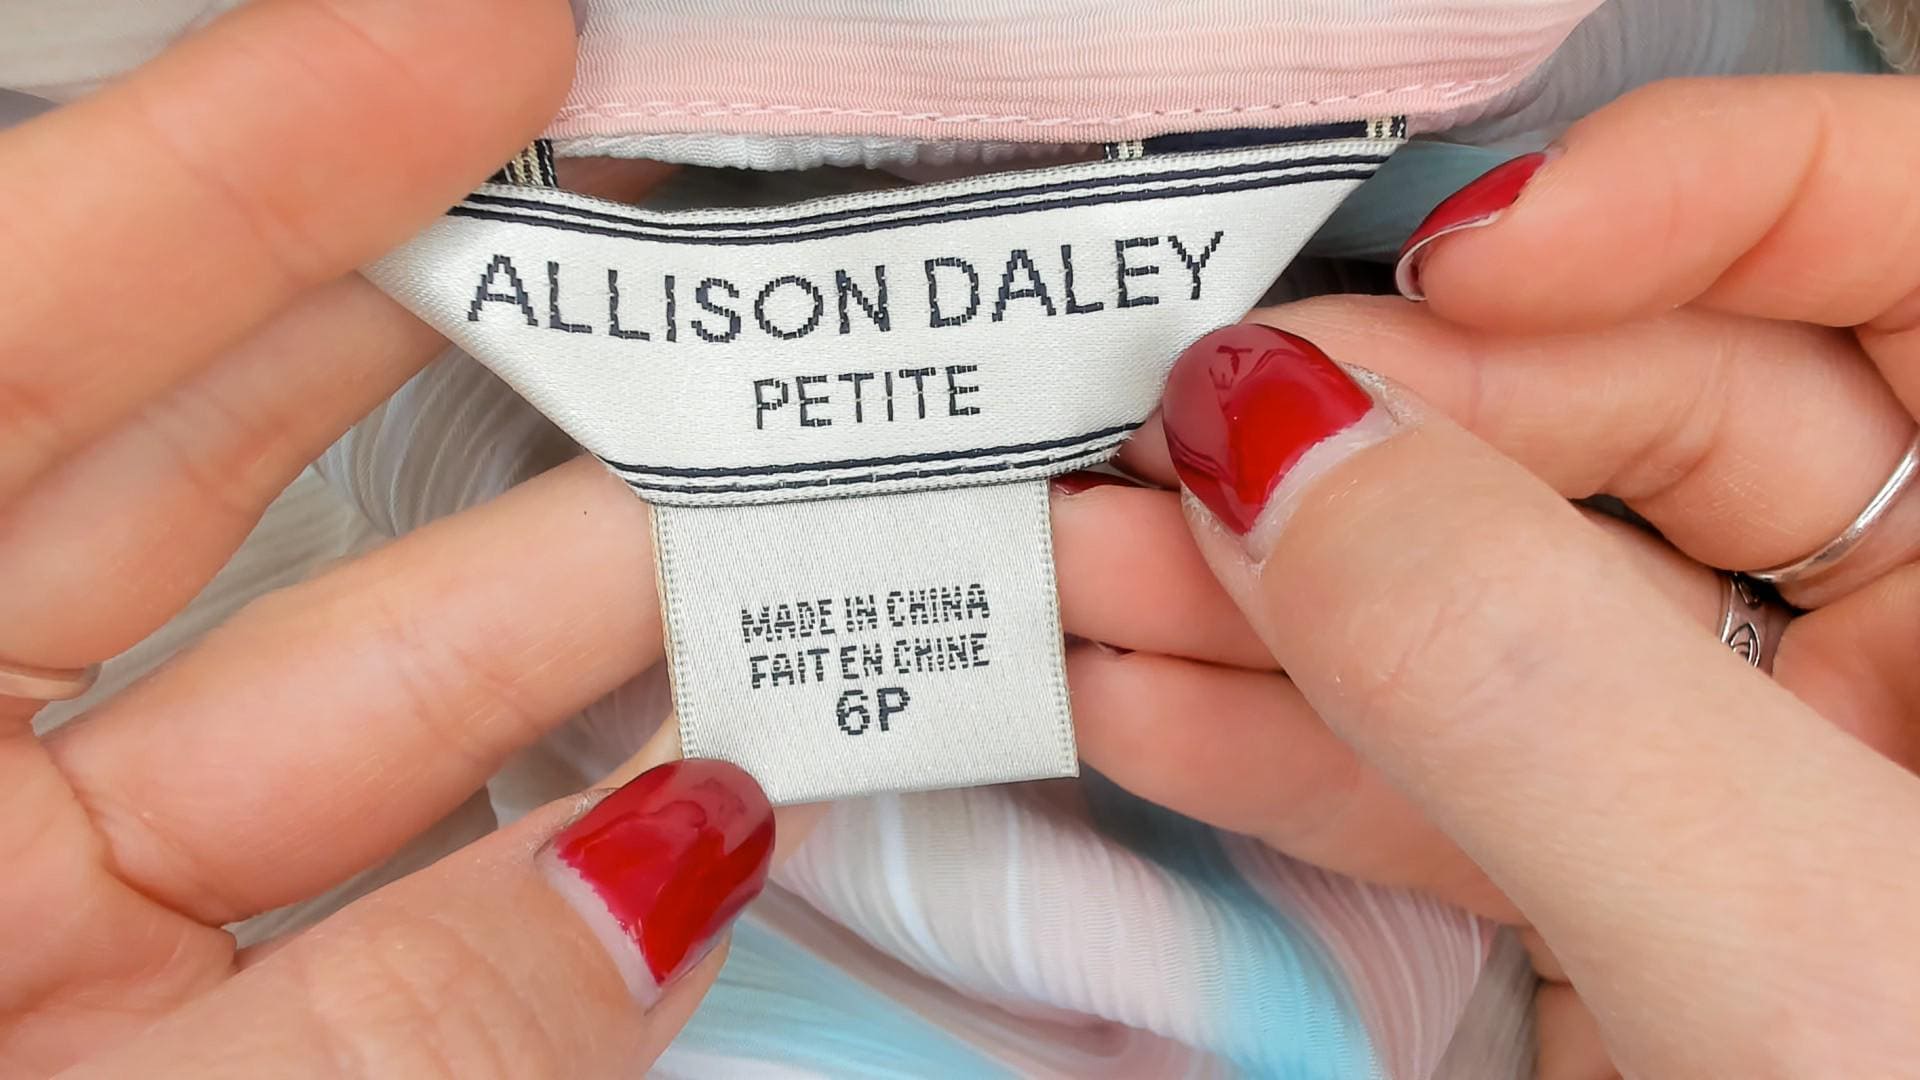 ALLISON DALEY
PETITE
MADE IN CHINA
FAIT EN CHINE
6P